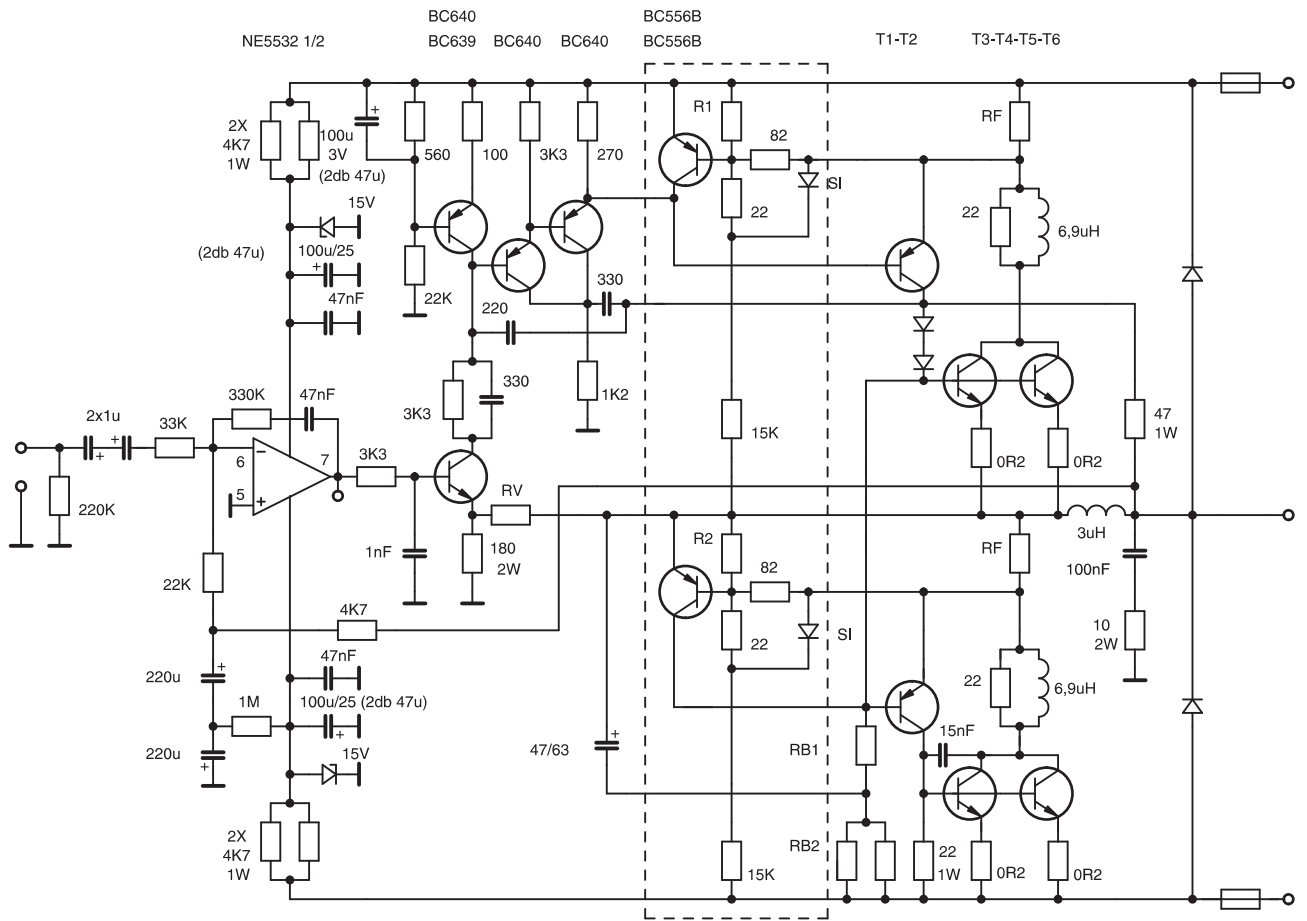 BC640
BC556B
NE5532 1/2
BC639
BC640
BC640
BC556B
T1-T2
T3-T4-T5-T6
+
R1
RF
2X
4K7
1W
100u
3V
(2db 47u)
560
100
3K3
270
82
SI
22
15V
22
6,9uH
(2db 47u)
100u/25
+
47nF
22K
220
330
330K
47nF
3K3
330
1K2
2x1u
+
+
33K
15K
47
1W
6
−
7
3K3
0R2
0R2
5
+
220K
RV
3uH
1nF
180
2W
R2
82
RF
100nF
22K
4K7
22
SI
10
2W
220u
+
47nF
22
6,9uH
1M
100u/25 (2db 47u)
+
15nF
220u
+
15V
47/63
+
RB1
2X
4K7
1W
RB2
15K
22
1W
0R2
0R2